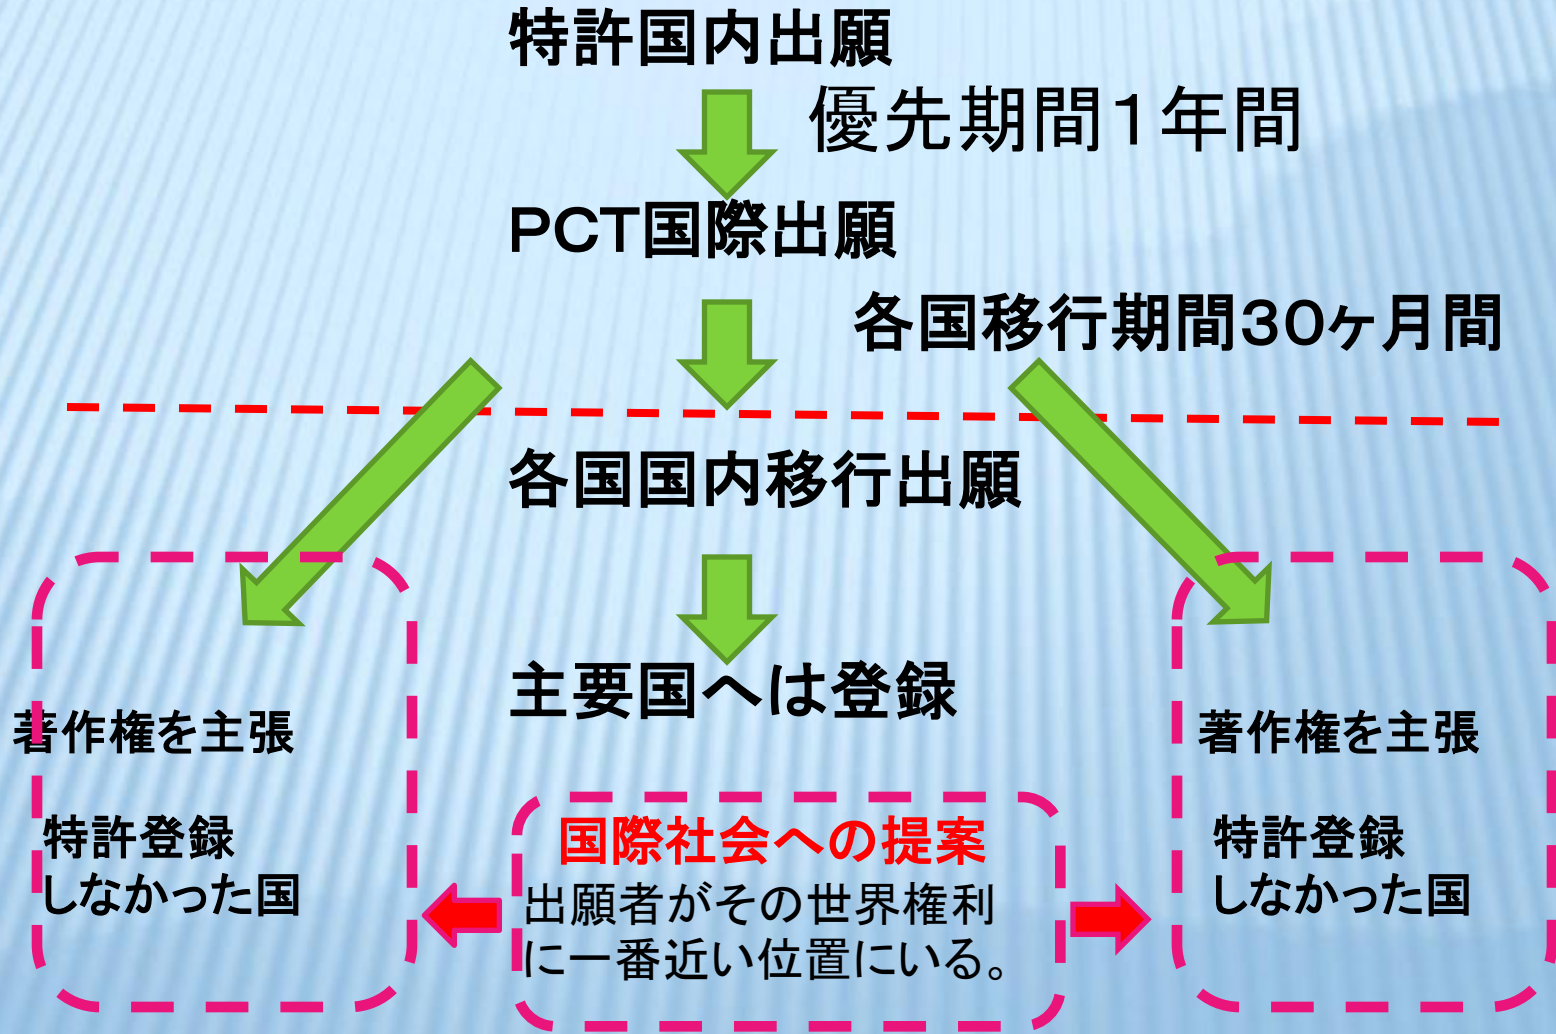 特許国内出願
優先期間1年間
PCT国際出願
各国移行期間30ヶ月間
各国国内移行出願
主要国へは登録
著作権を主張
特許登録
しなかった国
国際社会への提案
出願者がその世界権利
に一番近い位置にいる。
著作権を主張
特許登録
しなかった国